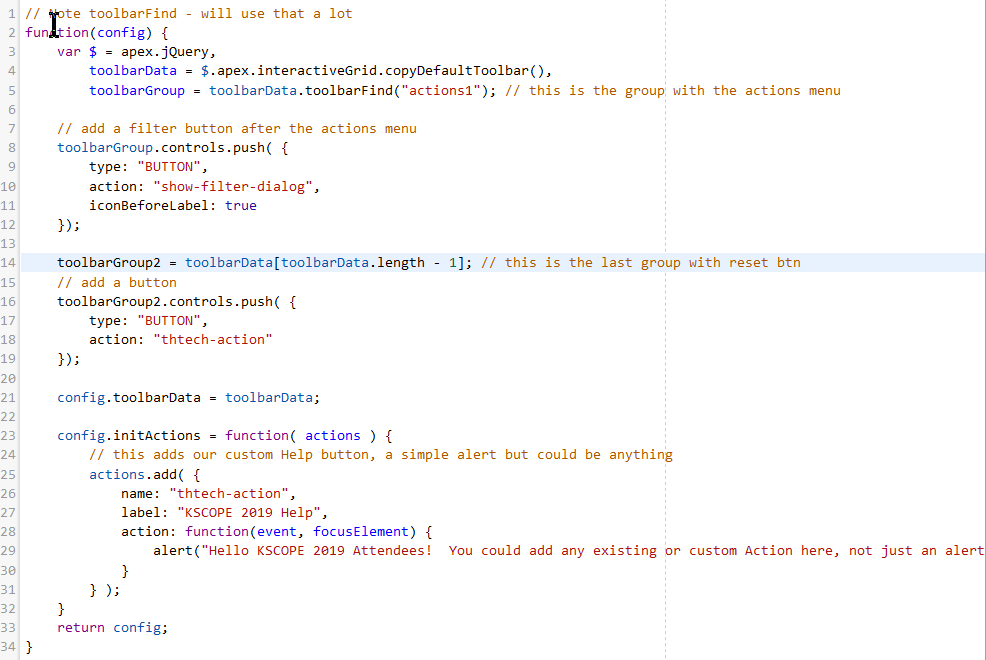 1 // Note toolbarFind - will use that a lot
2 function(config) {
3     var $ = apex.jQuery,
4         toolbarData = $.apex.interactiveGrid.copyDefaultToolbar(),
5         toolbarGroup = toolbarData.toolbarFind("actions1"); // this is the group with the actions menu
6
7     // add a filter button after the actions menu
8     toolbarGroup.controls.push( {
9         type: "BUTTON",
10         action: "show-filter-dialog",
11         iconBeforeLabel: true
12     });
13
14     toolbarGroup2 = toolbarData[toolbarData.length - 1]; // this is the last group with reset btn
15     // add a button
16     toolbarGroup2.controls.push( {
17         type: "BUTTON",
18         action: "thtech-action"
19     });
20
21     config.toolbarData = toolbarData;
22
23     config.initActions = function( actions ) {
24         // this adds our custom Help button, a simple alert but could be anything
25         actions.add( {
26             name: "thtech-action",
27             label: "KSCOPE 2019 Help",
28             action: function(event, focusElement) {
29                 alert("Hello KSCOPE 2019 Attendees!  You could add any existing or custom Action here, not just an alert
30             }
31         } );
32     }
33     return config;
34 }